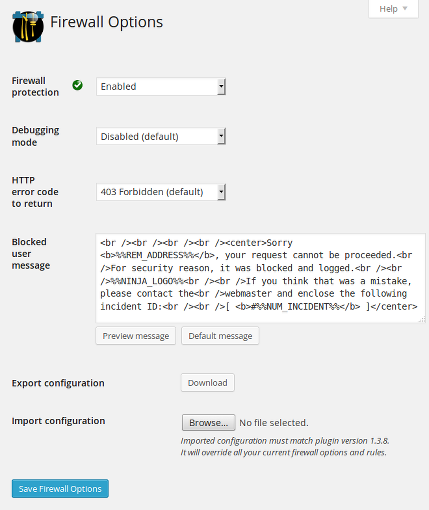 Help
Firewall Options
Firewall protection
Enabled
Debugging mode
Disabled (default)
HTTP error code to return
403 Forbidden (default)
Blocked user message
<br /><br /><br /><br /><center>Sorry
<b>%%REM_ADDRESS%%</b>, your request cannot be proceeded.<br
/>For security reason, it was blocked and logged.<br /><br
/>%%NINJA_LOGO%%<br /><br />If you think that was a mistake,
please contact the<br />webmaster and enclose the following
incident ID:<br /><br />[ <b>#%%NUM_INCIDENT%%</b> ]</center>
Preview message
Default message
Export configuration
Download
Import configuration
Browse... No file selected.
Imported configuration must match plugin version 1.3.8.
It will override all your current firewall options and rules.
Save Firewall Options